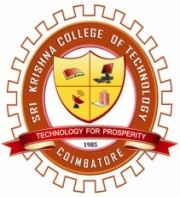 SRI KRISHNA COLLEGE OF TECHNOLOGY
TECHNOLOGY FOR PROSPERITY
1985
COIMBATORE